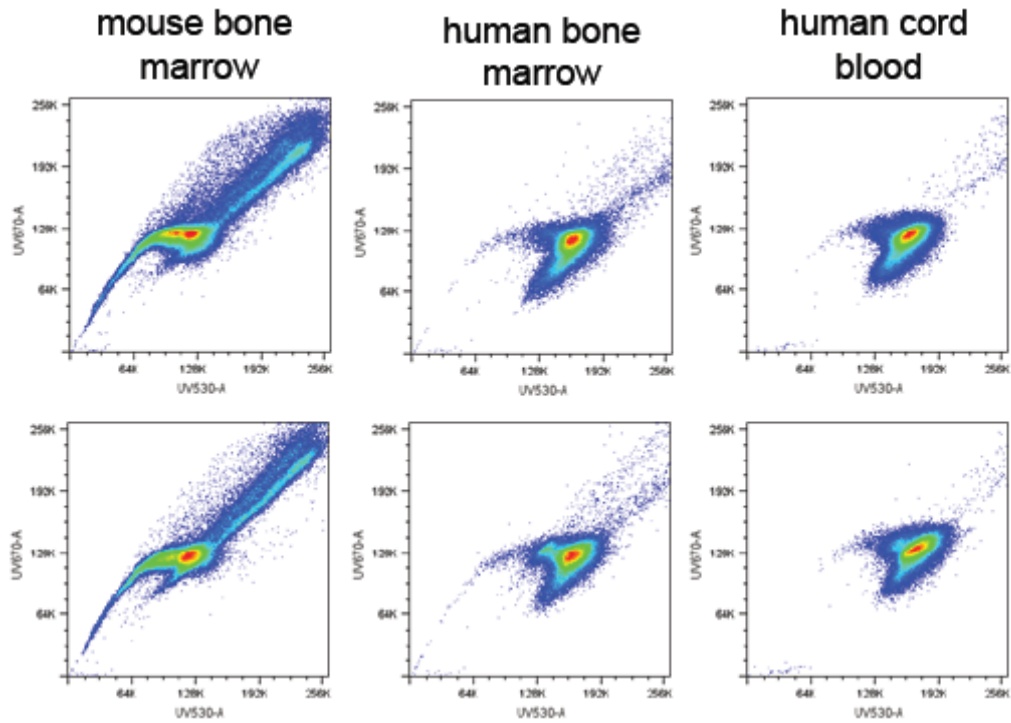 mouse bone
marrow
human bone
marrow
human cord
blood
256K
192K
128K
64K
UV670-A
64K 128K 192K 256K
UV530-A
256K
192K
128K
64K
UV670-A
64K 128K 192K 256K
UV530-A
256K
192K
128K
64K
UV670-A
64K 128K 192K 256K
UV530-A
256K
192K
128K
64K
UV670-A
64K 128K 192K 256K
UV530-A
256K
192K
128K
64K
UV670-A
64K 128K 192K 256K
UV530-A
256K
192K
128K
64K
UV670-A
64K 128K 192K 256K
UV530-A